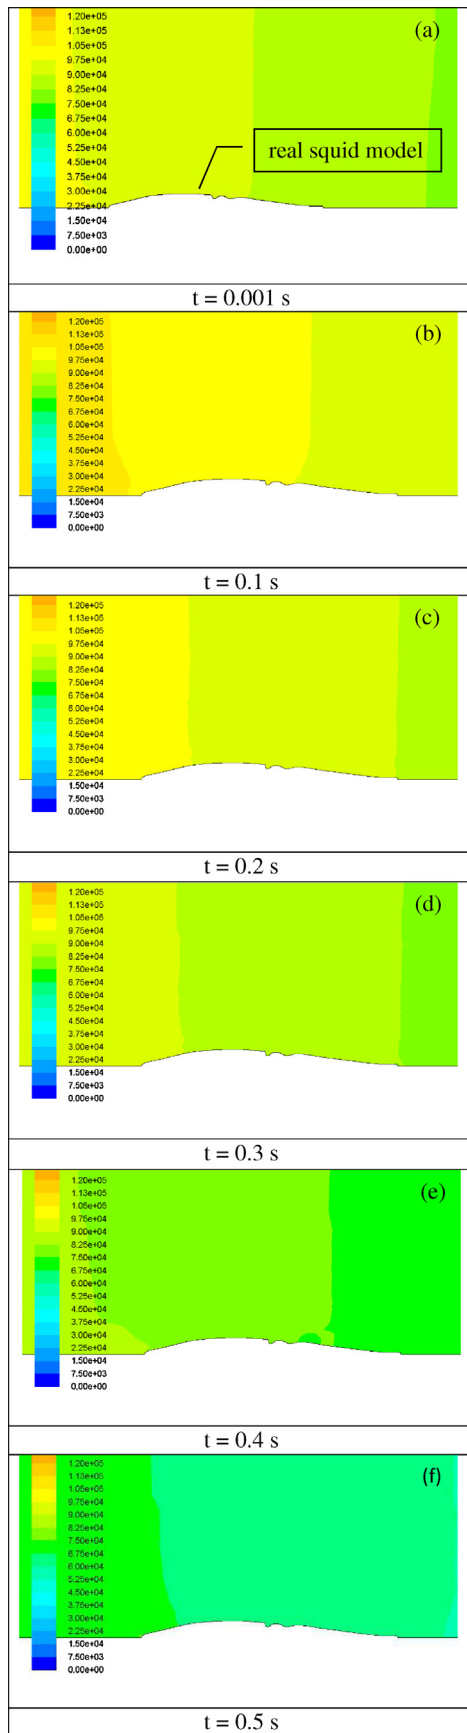 (a)
1.20e+05
1.13e+05
1.05e+05
9.75e+04
9.00e+04
8.25e+04
7.50e+04
6.75e+04
6.00e+04
5.25e+04
4.50e+04
3.75e+04
3.00e+04
2.25e+04
1.50e+04
7.50e+03
0.00e+00
real squid model
t = 0.001 s
(b)
1.20e+05
1.13e+05
1.05e+05
9.75e+04
9.00e+04
8.25e+04
7.50e+04
6.75e+04
6.00e+04
5.25e+04
4.50e+04
3.75e+04
3.00e+04
2.25e+04
1.50e+04
7.50e+03
0.00e+00
t = 0.1 s
(c)
1.20e+05
1.13e+05
1.05e+05
9.75e+04
9.00e+04
8.25e+04
7.50e+04
6.75e+04
6.00e+04
5.25e+04
4.50e+04
3.75e+04
3.00e+04
2.25e+04
1.50e+04
7.50e+03
0.00e+00
t = 0.2 s
(d)
1.20e+05
1.13e+05
1.05e+05
9.75e+04
9.00e+04
8.25e+04
7.50e+04
6.75e+04
6.00e+04
5.25e+04
4.50e+04
3.75e+04
3.00e+04
2.25e+04
1.50e+04
7.50e+03
0.00e+00
t = 0.3 s
(e)
1.20e+05
1.13e+05
1.05e+05
9.75e+04
9.00e+04
8.25e+04
7.50e+04
6.75e+04
6.00e+04
5.25e+04
4.50e+04
3.75e+04
3.00e+04
2.25e+04
1.50e+04
7.50e+03
0.00e+00
t = 0.4 s
(f)
1.20e+05
1.13e+05
1.05e+05
9.75e+04
9.00e+04
8.25e+04
7.50e+04
6.75e+04
6.00e+04
5.25e+04
4.50e+04
3.75e+04
3.00e+04
2.25e+04
1.50e+04
7.50e+03
0.00e+00
t = 0.5 s